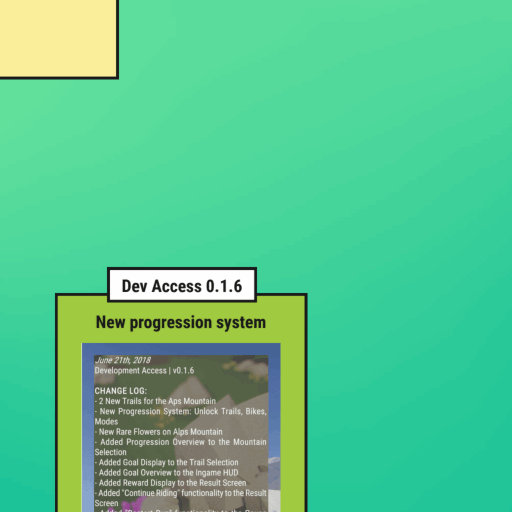 Dev Access 0.1.6
New progression system
June 21th, 2018
Development Access | v0.1.6
CHANGE LOG:
- 2 New Trails for the Aps Mountain
- New Progression System: Unlock Trails, Bikes,
Modes
- New Rare Flowers on Alps Mountain
- Added Progression Overview to the Mountain
Selection
- Added Goal Display to the Trail Selection
- Added Goal Overview to the Ingame HUD
- Added Reward Display to the Result Screen
- Added "Continue Riding" functionality to the Result
Screen